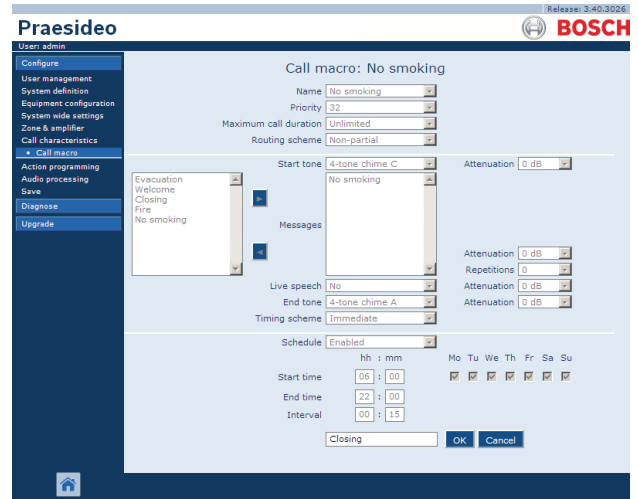 Release: 3.40.3026
Praesideo
BOSCH
User: admin
Configure
User management
System definition
Equipment configuration
System wide settings
Zone & amplifier
Call characteristics
• Call macro
Action programming
Audio processing
Save
Diagnose
Upgrade
Call macro: No smoking
Name No smoking
Priority 32
Maximum call duration Unlimited
Routing scheme Non-partial
Start tone 4-tone chime C Attenuation 0 dB
Evacuation
Welcome
Closing
Fire
No smoking
Messages
No smoking
Attenuation 0 dB
Repetitions 0
Live speech No Attenuation 0 dB
End tone 4-tone chime A Attenuation 0 dB
Timing scheme Immediate
Schedule Enabled
hh : mm Mo Tu We Th Fr Sa Su
Start time 06 : 00
End time 22 : 00
Interval 00 : 15
Closing OK Cancel